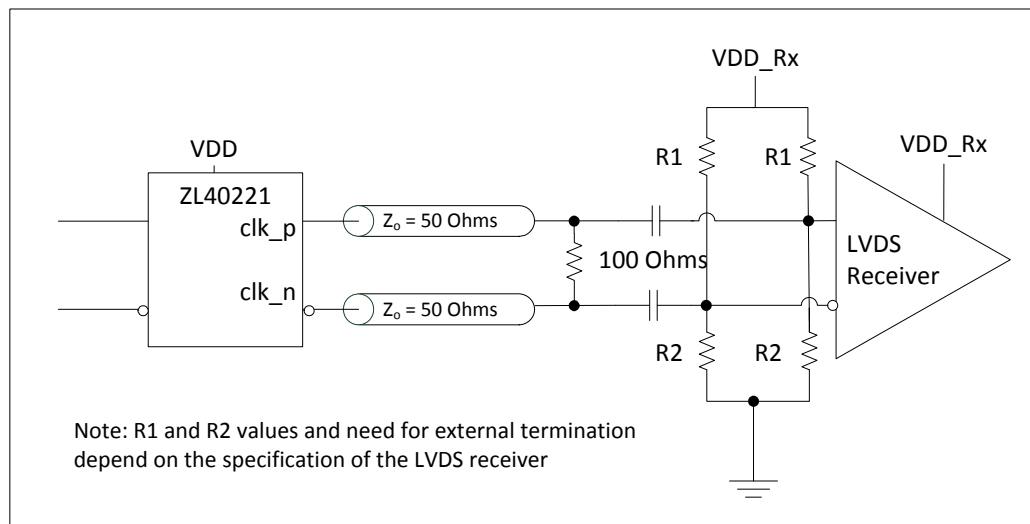 VDD_Rx
VDD
R1
R1
VDD_Rx
ZL40221
clk_p
Zo = 50 Ohms
LVDS
Receiver
100 Ohms
clk_n
Zo = 50 Ohms
R2
R2
Note: R1 and R2 values and need for external termination
depend on the specification of the LVDS receiver